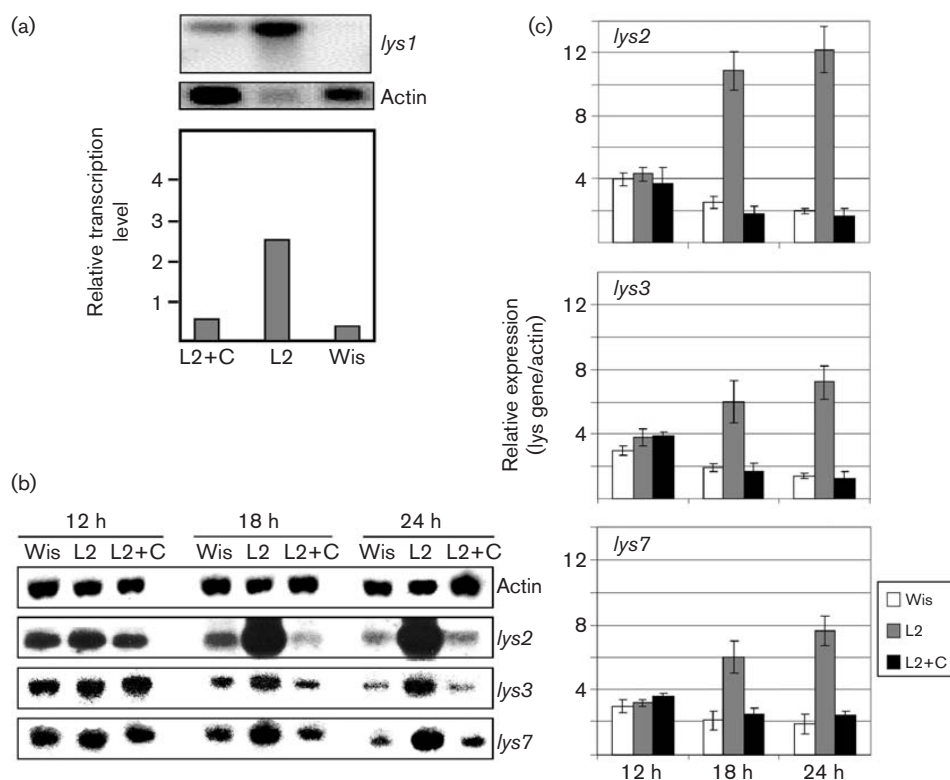 (a)
lys1
Actin
Relative transcription
level
4
3
2
1
L2+C L2 Wis
(b)
12 h 18 h 24 h
Wis L2 L2+C Wis L2 L2+C Wis L2 L2+C
Actin
lys2
lys3
lys7
(c)
Relative expression
(lys gene/actin)
lys2
12
8
4
lys3
12
8
4
lys7
12
8
4
12 h 18 h 24 h
Wis
L2
L2+C